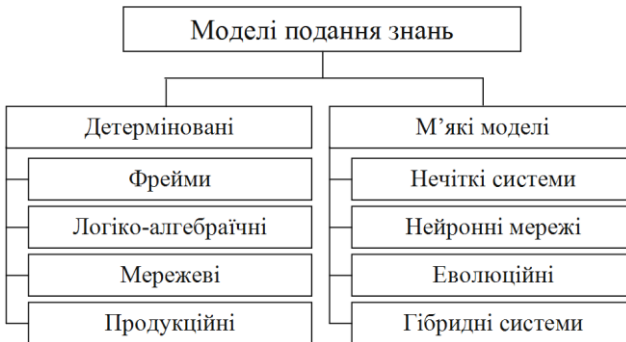 Моделі подання знань
Детерміновані
Фрейми
Логіко-алгебраїчні
Мережеві
Продукційні
М’які моделі
Нечіткі системи
Нейронні мережі
Еволюційні
Гібридні системи